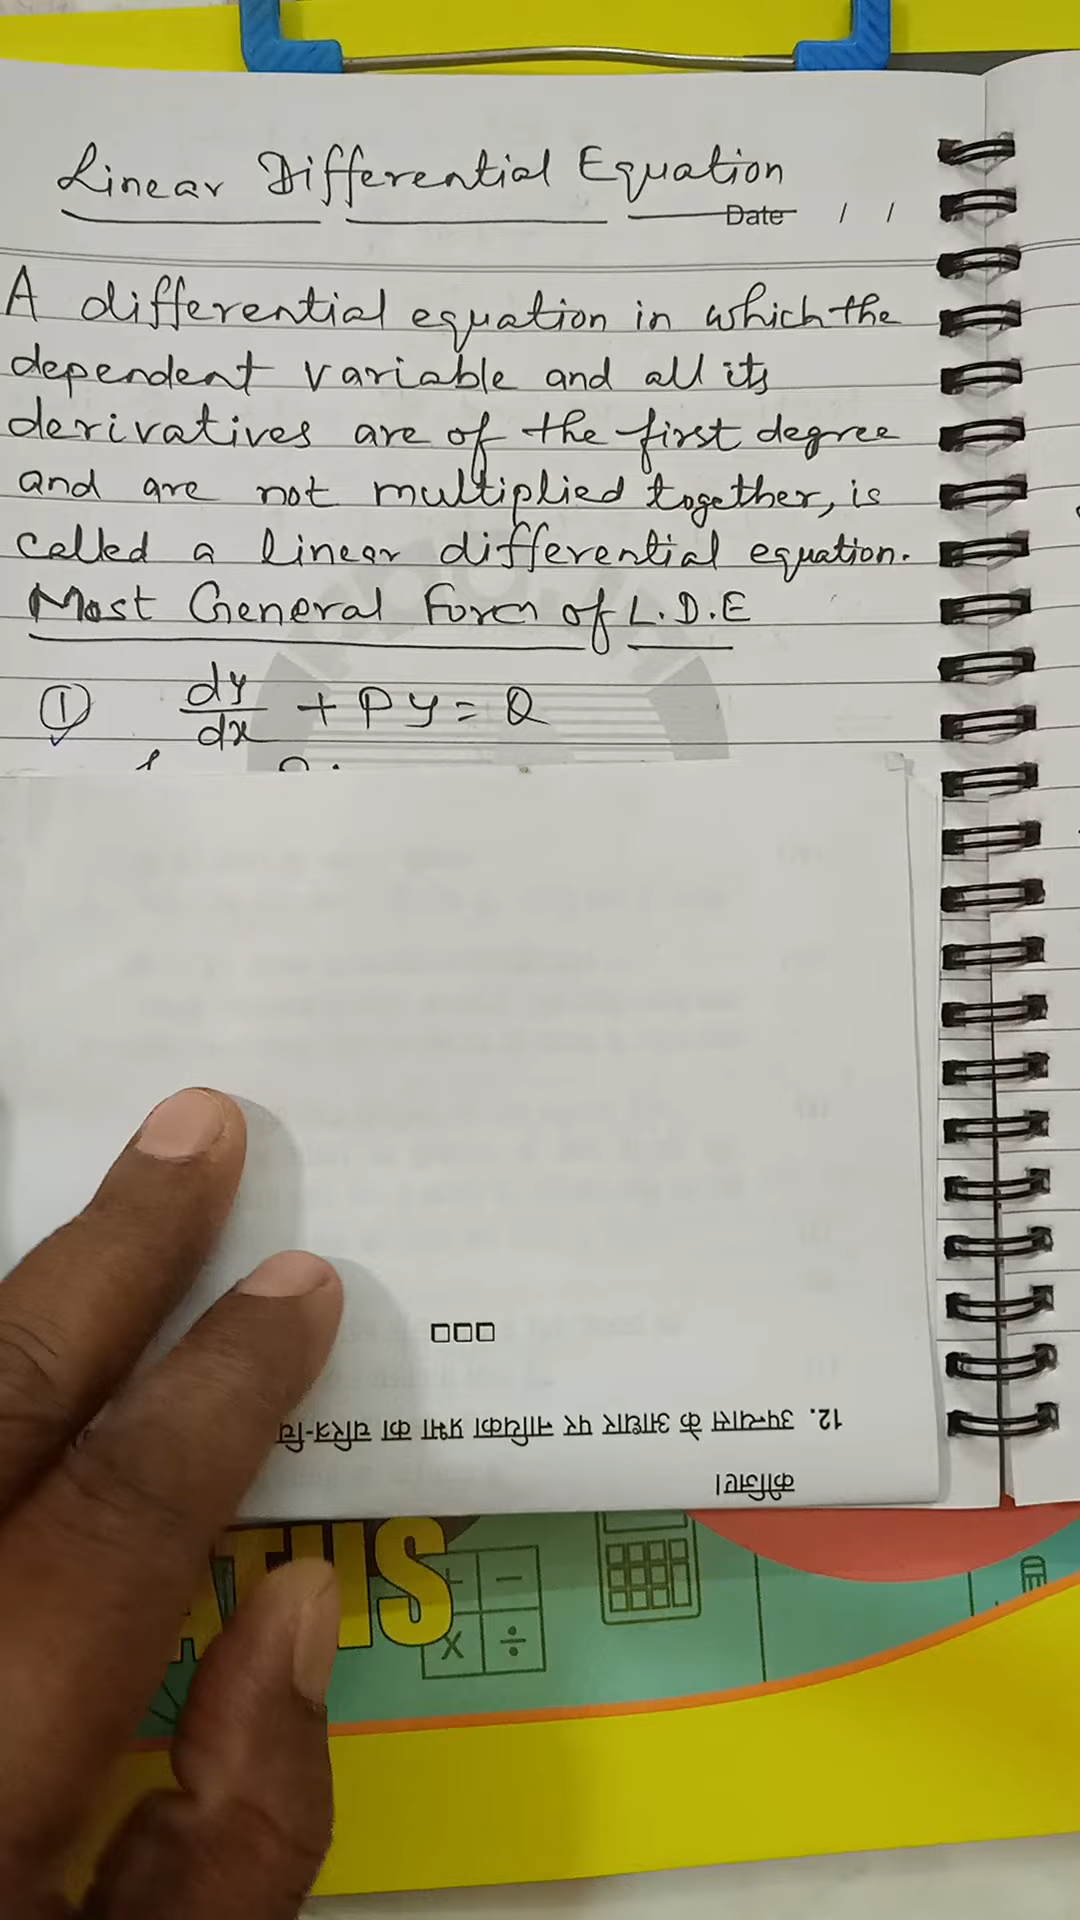 Linear Differential Equation
Date / /
A differential equation in which the
dependent variable and all its
derivatives are of the first degree
and are not multiplied together, is
called a linear differential equation.
Most General Form of L.D.E
① dy/dx + Py = Q
12. उपन्यास के आधार पर नायिका प्रभा का चरित्र-चि
कीजिए।